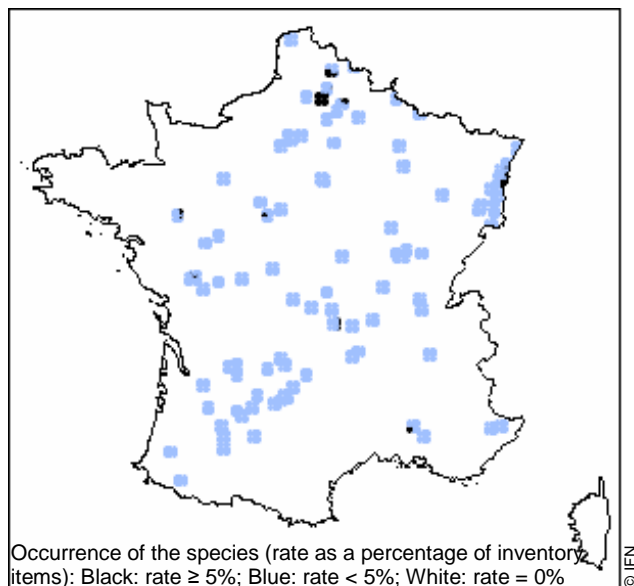 Occurrence of the species (rate as a percentage of inventory
items): Black: rate ≥ 5%; Blue: rate < 5%; White: rate = 0%
© IFN